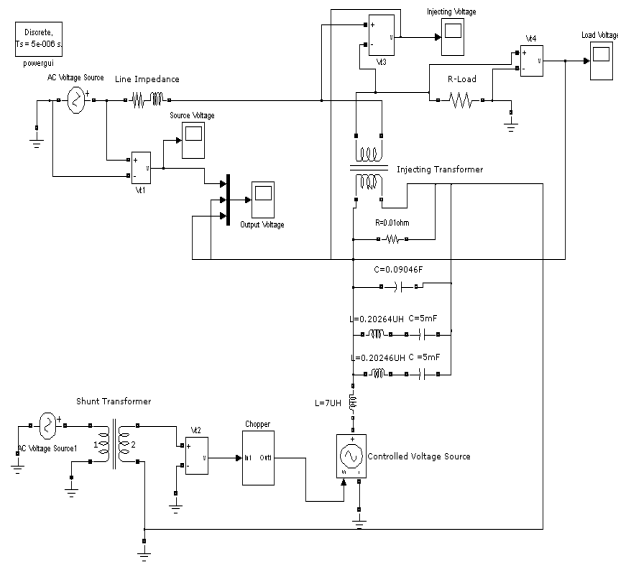 Discrete,
Ts = 5e-006 s.
powergui
AC Voltage Source
Line Impedance
Source Voltage
Vt1
Output Voltage
Injecting Voltage
Vt3
R-Load
Vt4
Load Voltage
Injecting Transformer
R=0.01ohm
C=0.09046F
L=0.20264UH C=5mF
L=0.20246UH C =5mF
L=7UH
Controlled Voltage Source
Shunt Transformer
AC Voltage Source1
1 2
Vt2
Chopper
In1 Out1